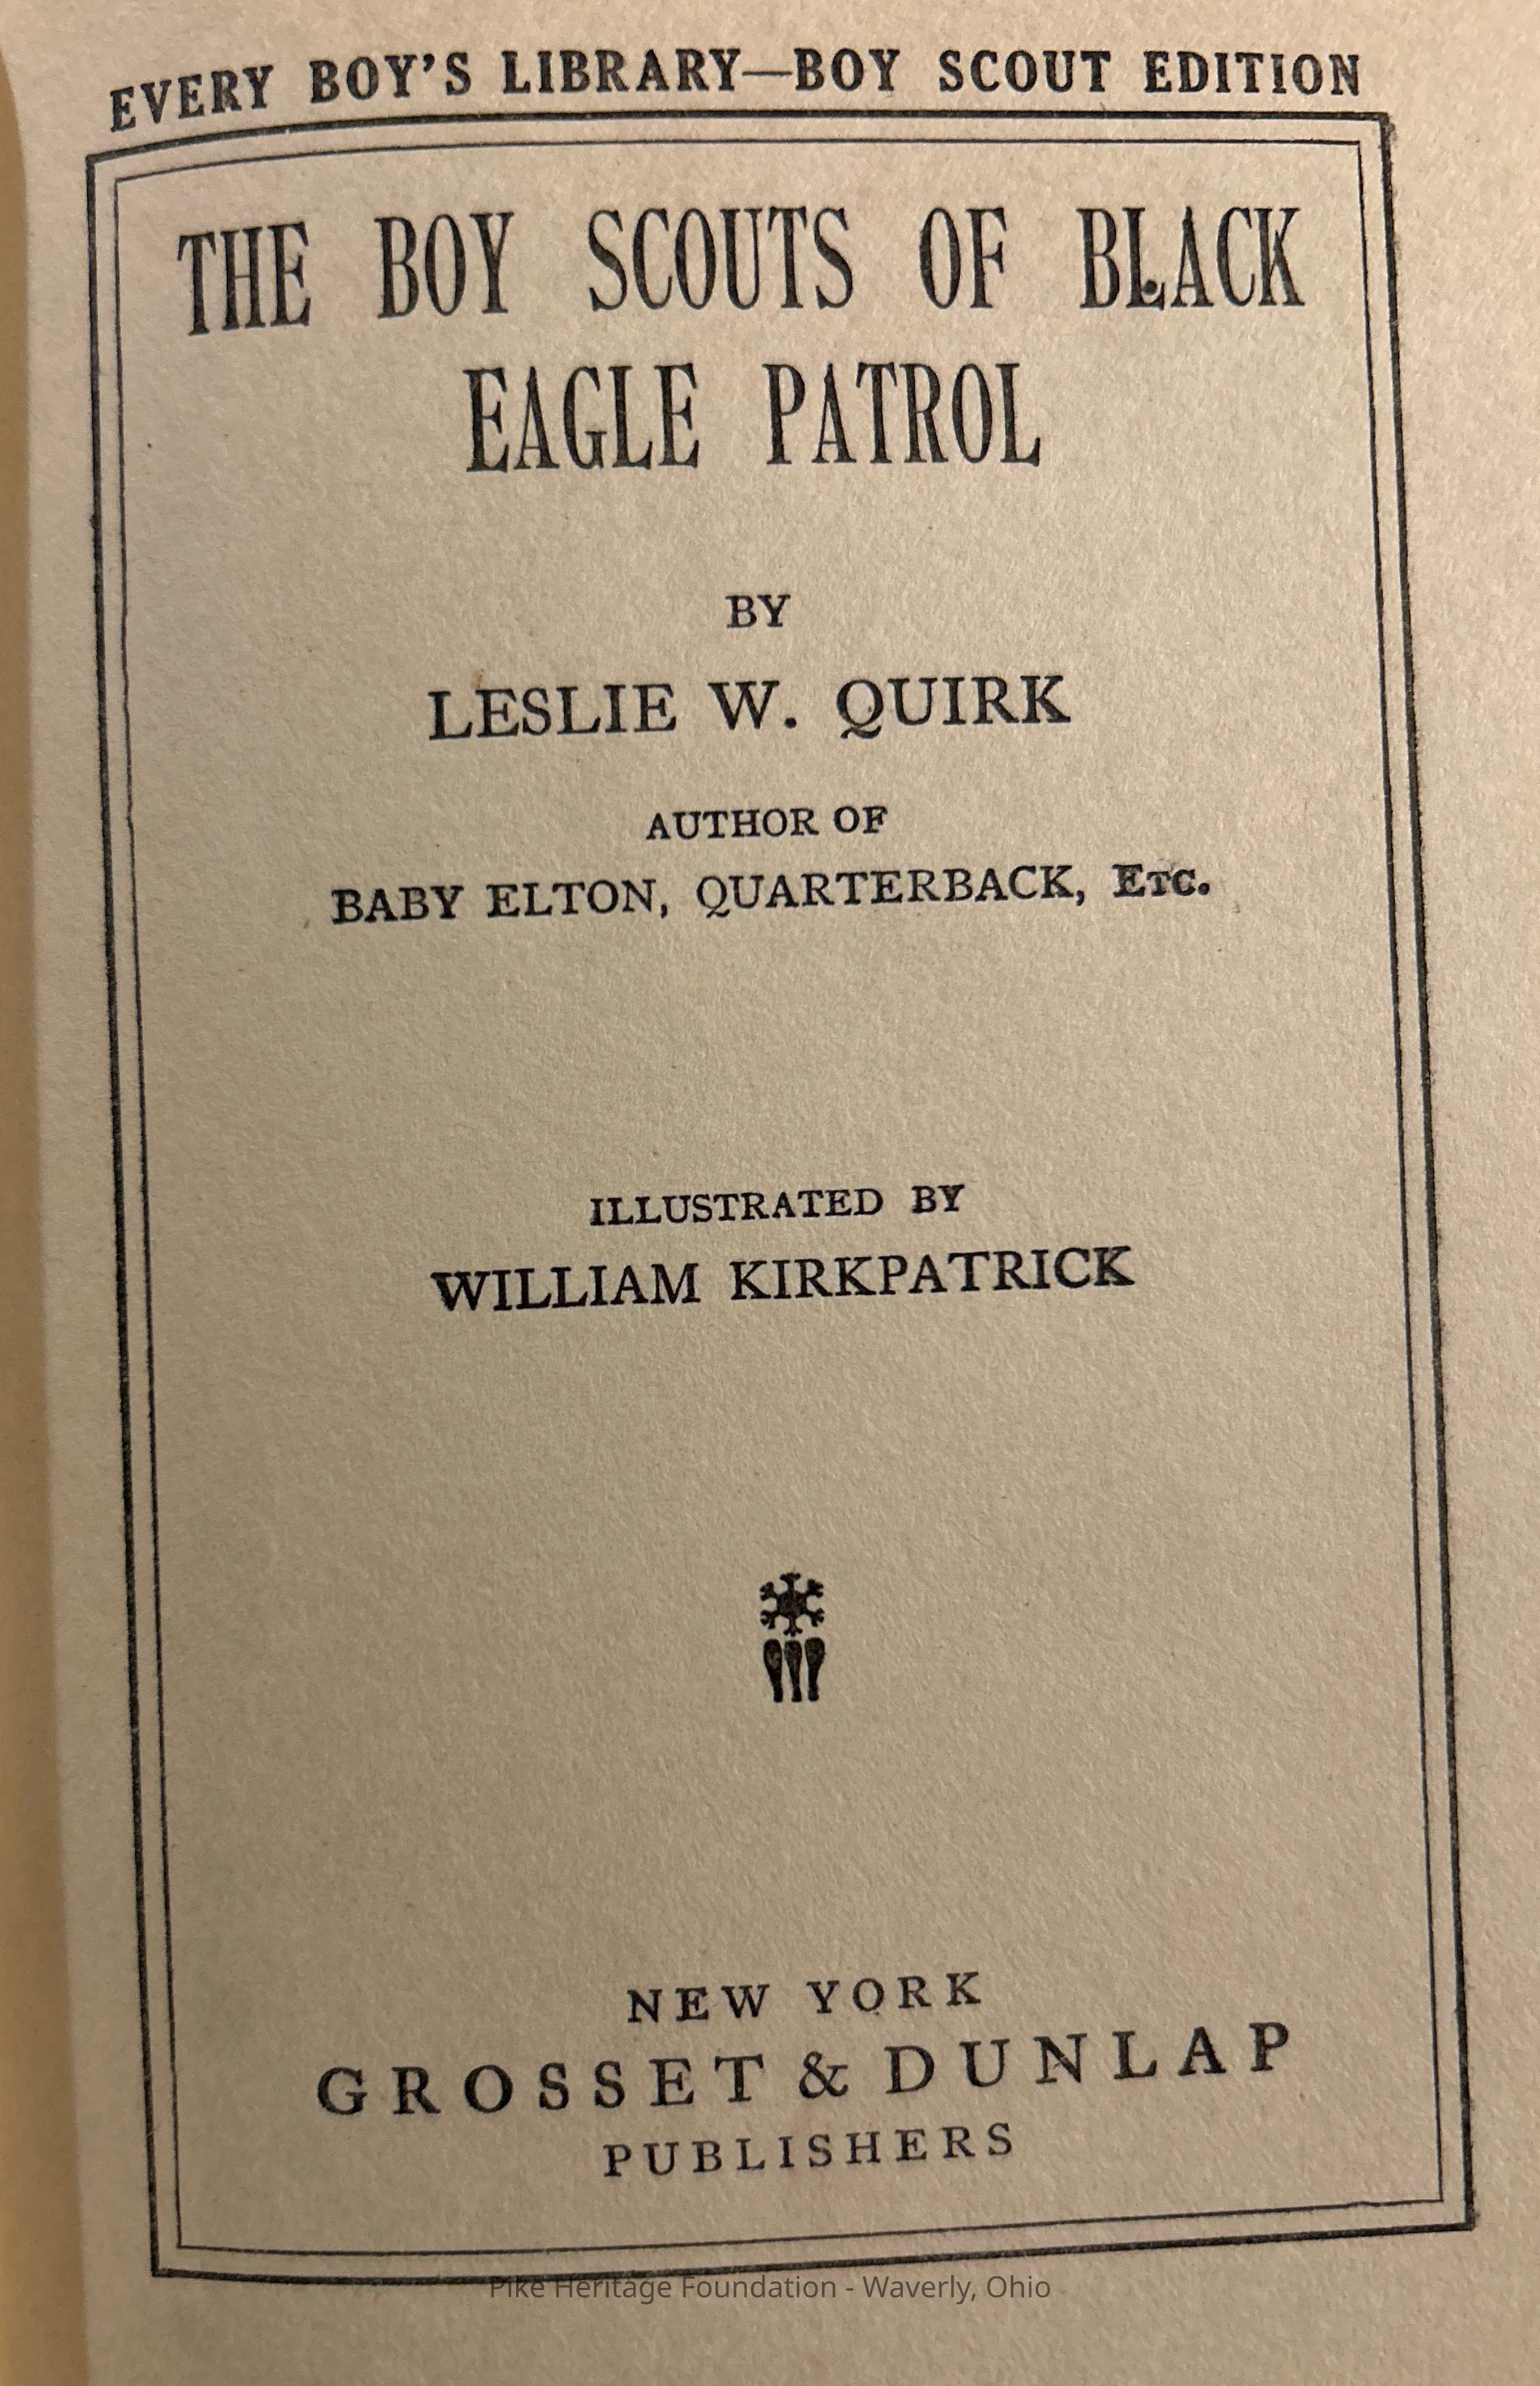 EVERY BOY'S LIBRARY—BOY SCOUT EDITION
THE BOY SCOUTS OF BLACK
EAGLE PATROL
BY
LESLIE W. QUIRK
AUTHOR OF
BABY ELTON, QUARTERBACK, ETC.
ILLUSTRATED BY
WILLIAM KIRKPATRICK
NEW YORK
GROSSET & DUNLAP
PUBLISHERS
Pike Heritage Foundation - Waverly, Ohio